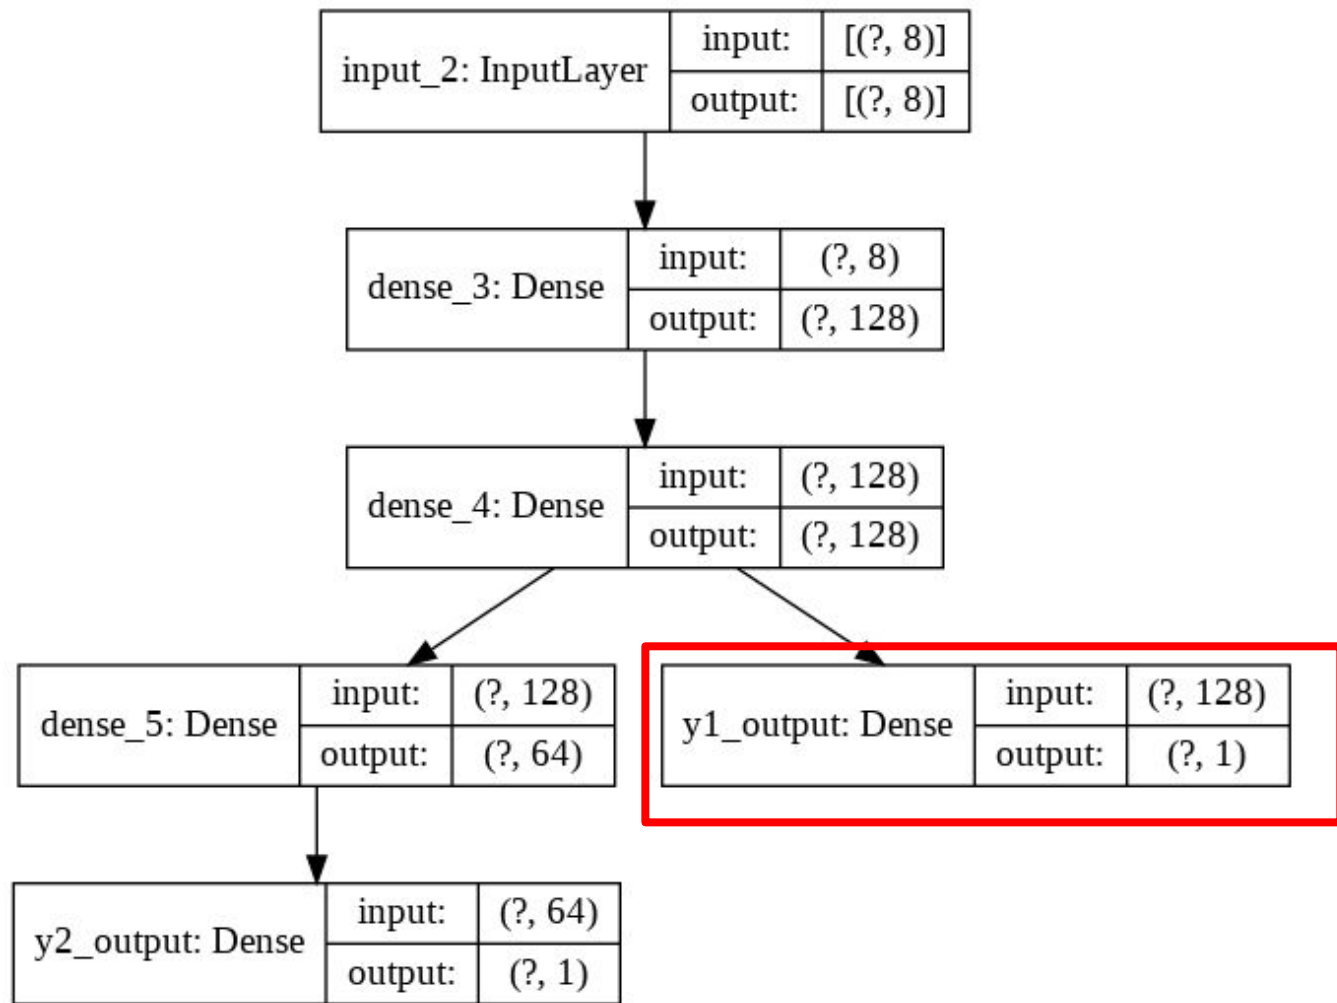 input_2: InputLayer
input: [(?, 8)]
output: [(?, 8)]
dense_3: Dense
input: (?, 8)
output: (?, 128)
dense_4: Dense
input: (?, 128)
output: (?, 128)
dense_5: Dense
input: (?, 128)
output: (?, 64)
y1_output: Dense
input: (?, 128)
output: (?, 1)
y2_output: Dense
input: (?, 64)
output: (?, 1)